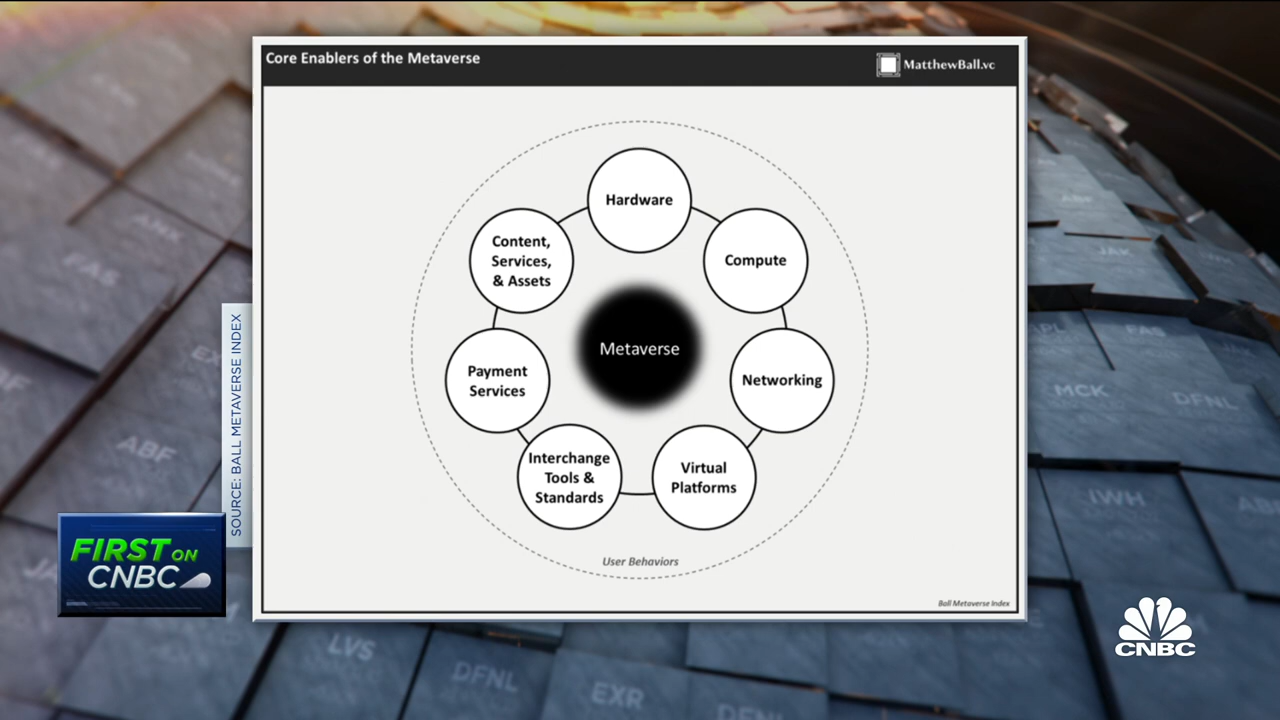 Core Enablers of the Metaverse
MatthewBall.vc
Hardware
Content,
Services,
& Assets
Compute
Metaverse
Payment
Services
Networking
Interchange
Tools &
Standards
Virtual
Platforms
User Behaviors
Ball Metaverse Index
SOURCE: BALL METAVERSE INDEX
FIRST ON
CNBC
CNBC
FAS
JAK
APL
FAS
MCK
DFNL
ABF
IWH
LVS
DFNL
EXR